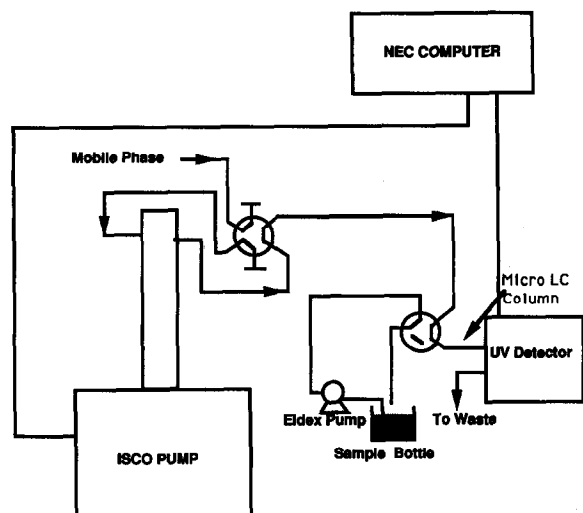 NEC COMPUTER
Mobile Phase
Micro LC
Column
UV Detector
Eldex Pump
To Waste
Sample Bottle
ISCO PUMP